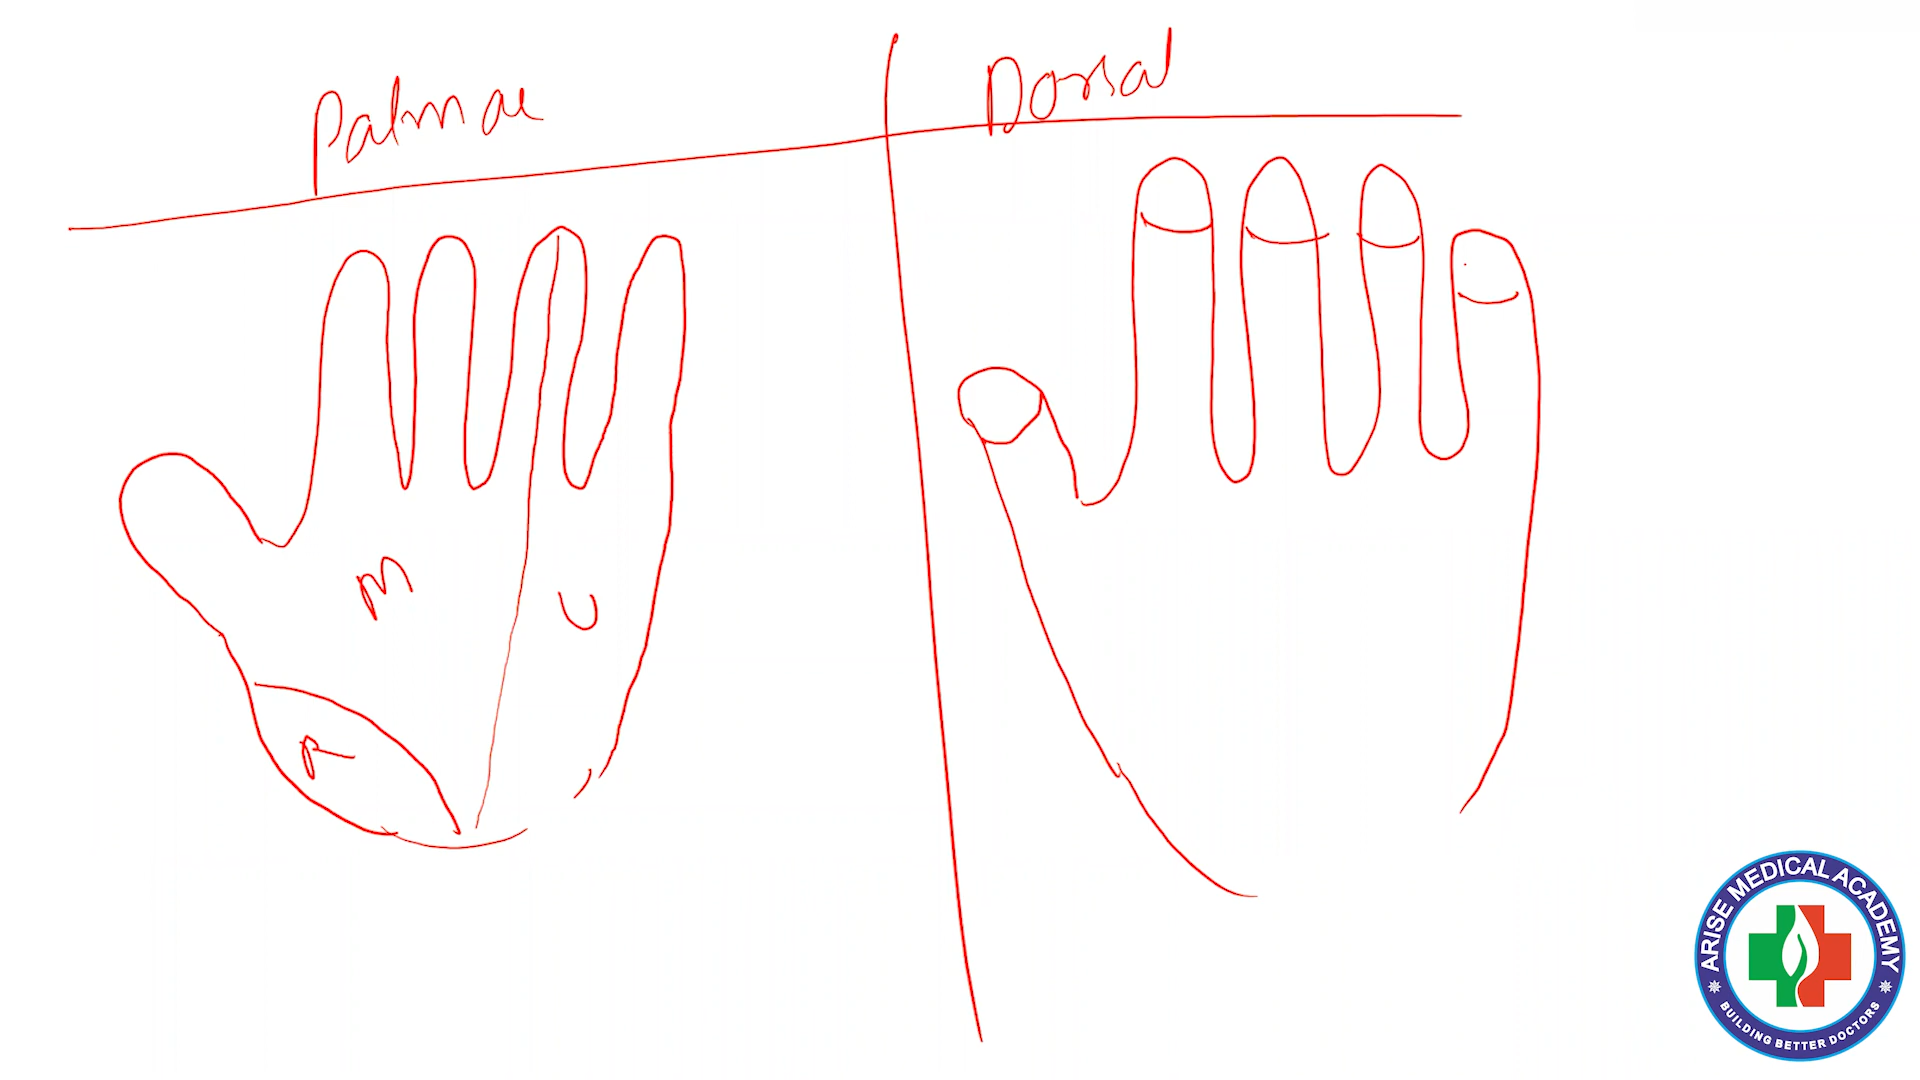 Palmar
Dorsal
M
U
R
ARISE MEDICAL ACADEMY
BUILDING BETTER DOCTORS